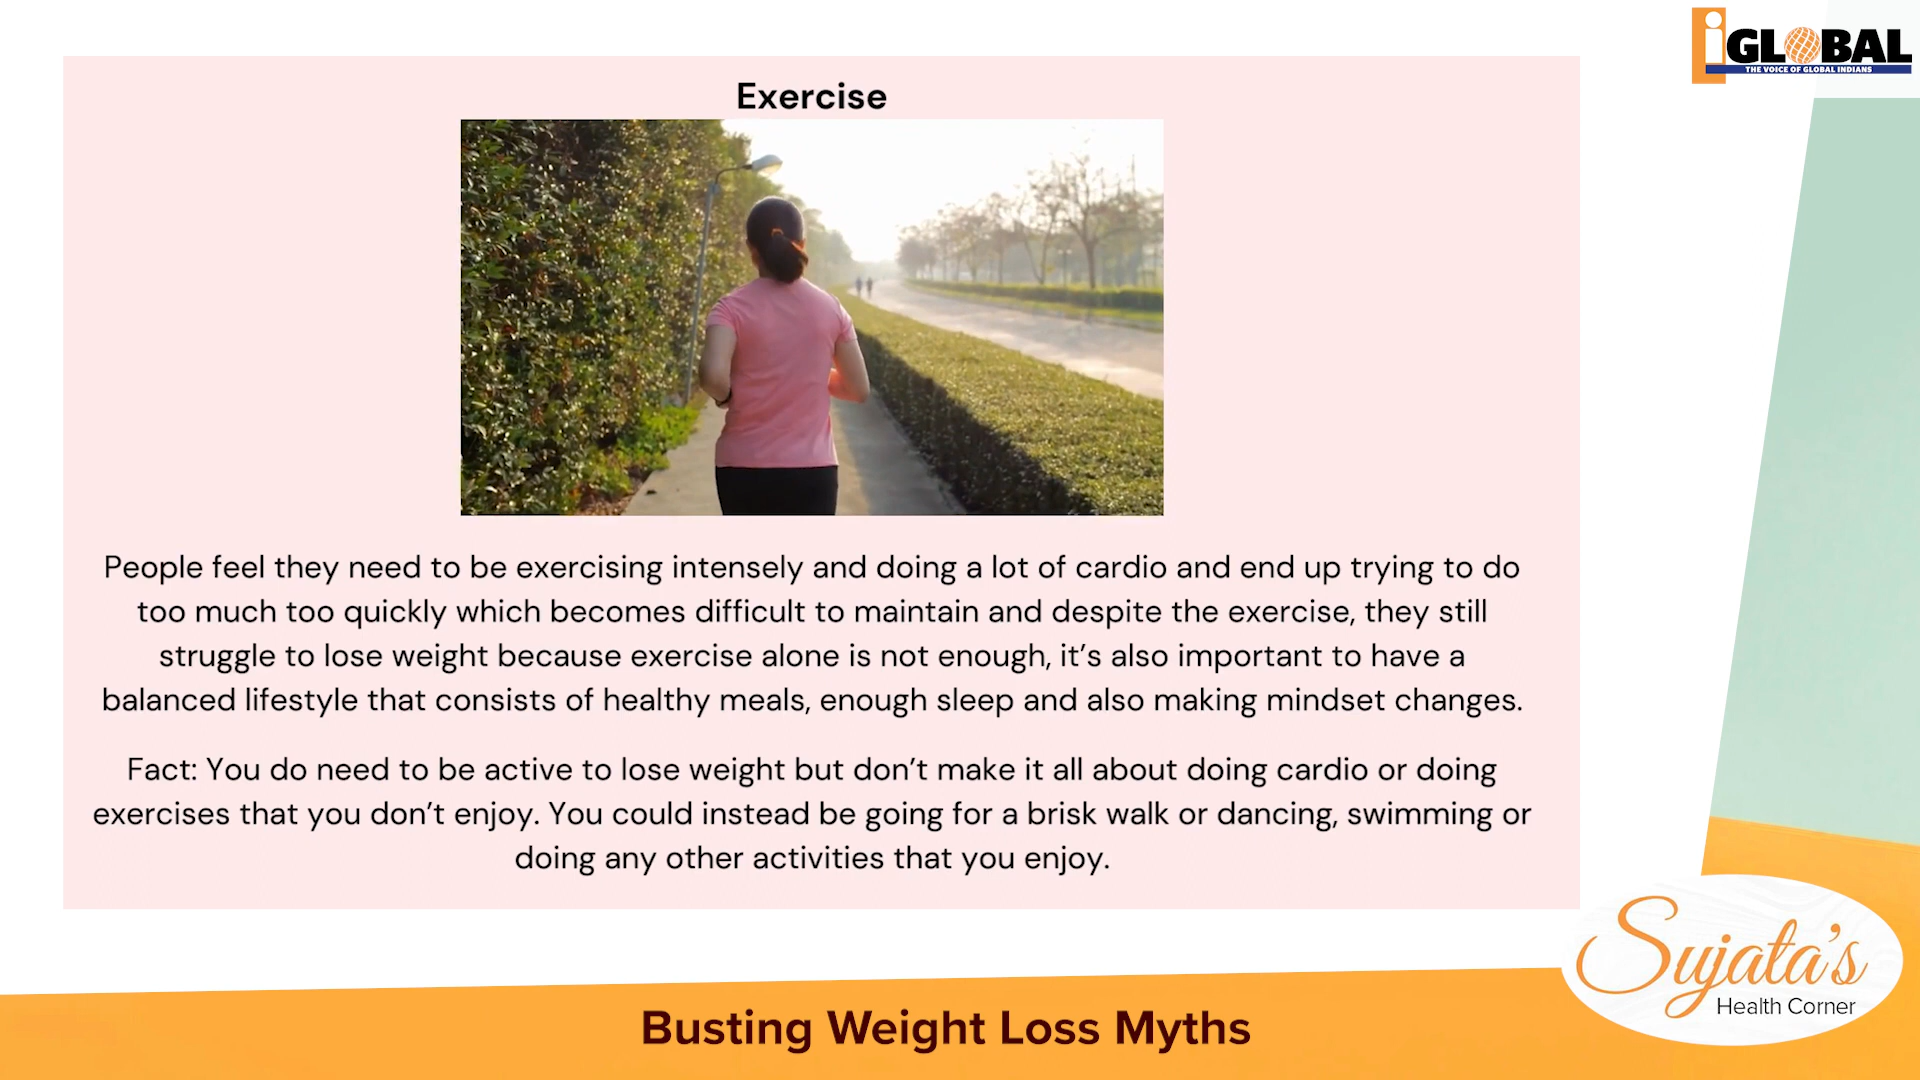 iGLOBAL
THE VOICE OF GLOBAL INDIANS
Exercise
People feel they need to be exercising intensely and doing a lot of cardio and end up trying to do
too much too quickly which becomes difficult to maintain and despite the exercise, they still
struggle to lose weight because exercise alone is not enough, it’s also important to have a
balanced lifestyle that consists of healthy meals, enough sleep and also making mindset changes.
Fact: You do need to be active to lose weight but don’t make it all about doing cardio or doing
exercises that you don’t enjoy. You could instead be going for a brisk walk or dancing, swimming or
doing any other activities that you enjoy.
Sujata’s
Health Corner
Busting Weight Loss Myths